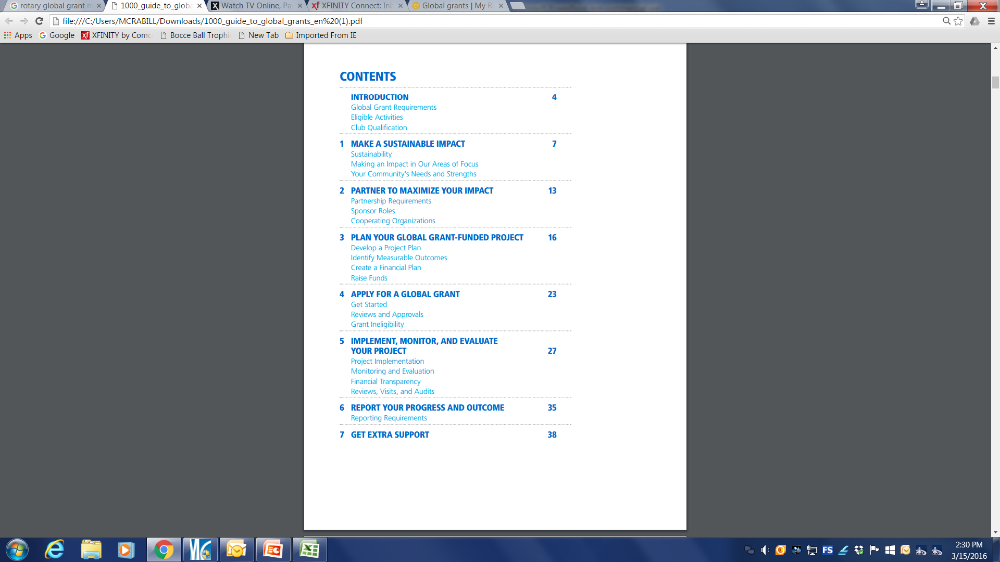 rotary global grant m
1000_guide_to_globa
Watch TV Online, Pay
XFINITY Connect: Inb
Global grants | My Ro
file:///C:/Users/MCRABILL/Downloads/1000_guide_to_global_grants_en%20(1).pdf
Apps Google XFINITY by Comc Bocce Ball Trophi New Tab Imported From IE
CONTENTS
INTRODUCTION 4
Global Grant Requirements
Eligible Activities
Club Qualification
1 MAKE A SUSTAINABLE IMPACT 7
Sustainability
Making an Impact in Our Areas of Focus
Your Community's Needs and Strengths
2 PARTNER TO MAXIMIZE YOUR IMPACT 13
Partnership Requirements
Sponsor Roles
Cooperating Organizations
3 PLAN YOUR GLOBAL GRANT-FUNDED PROJECT 16
Develop a Project Plan
Identify Measurable Outcomes
Create a Financial Plan
Raise Funds
4 APPLY FOR A GLOBAL GRANT 23
Get Started
Reviews and Approvals
Grant Ineligibility
5 IMPLEMENT, MONITOR, AND EVALUATE
YOUR PROJECT 27
Project Implementation
Monitoring and Evaluation
Financial Transparency
Reviews, Visits, and Audits
6 REPORT YOUR PROGRESS AND OUTCOME 35
Reporting Requirements
7 GET EXTRA SUPPORT 38
FS
2:30 PM
3/15/2016